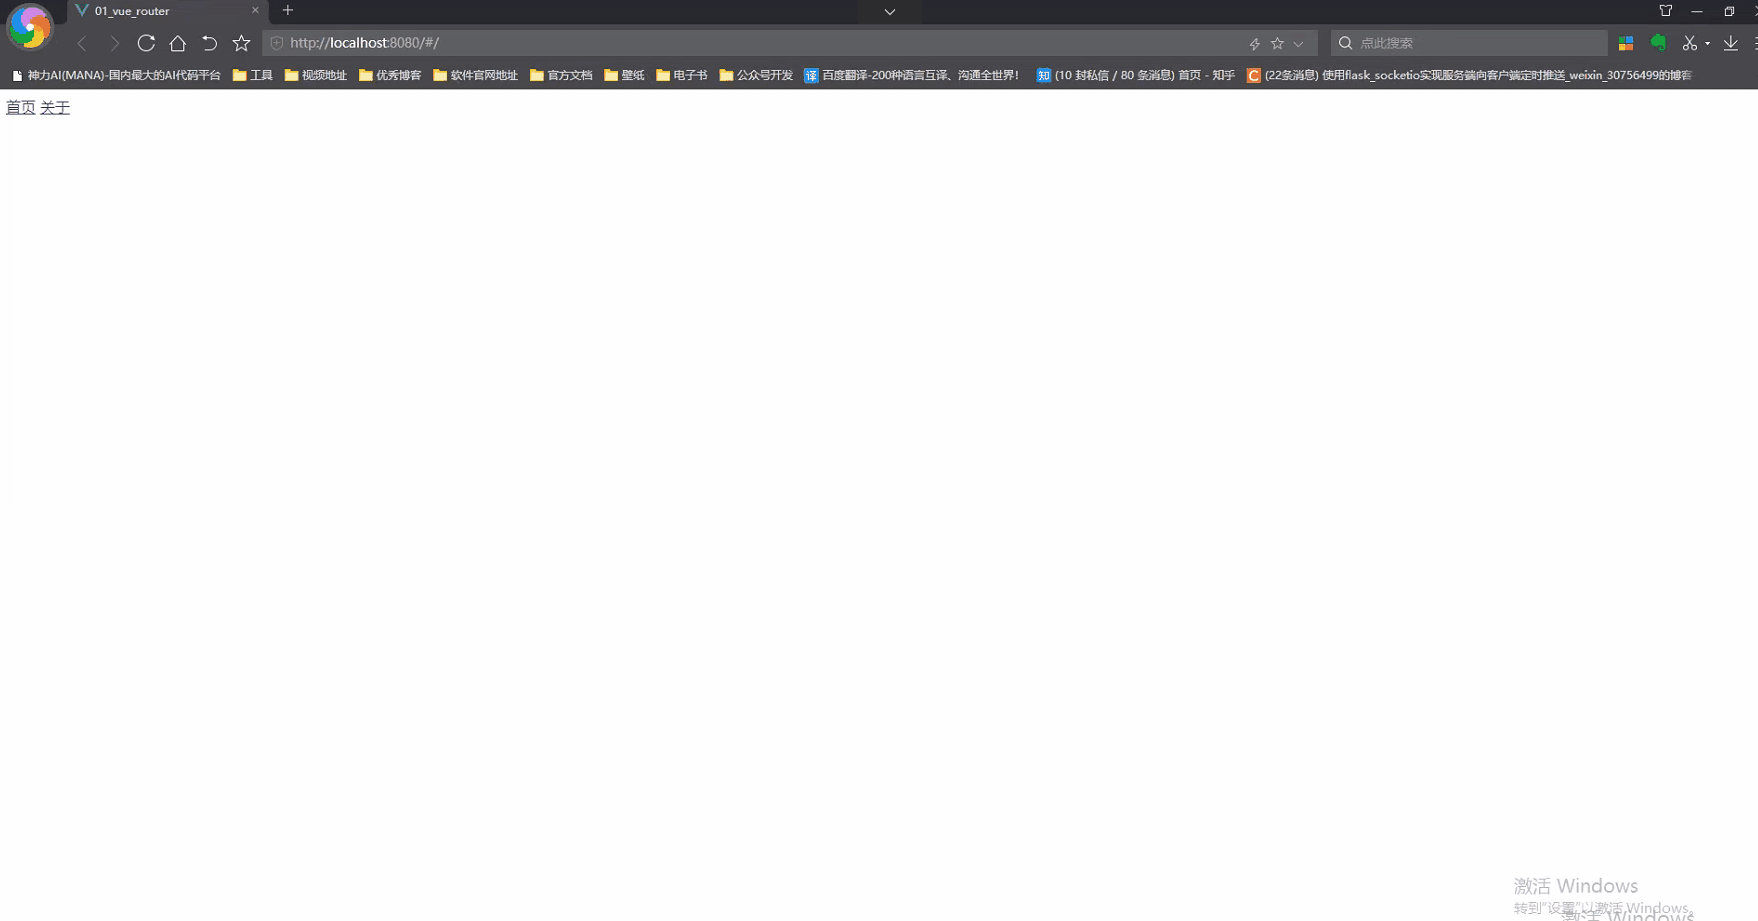 01_vue_router
http://localhost:8080/#/
点此搜索
神力AI(MANA)-国内最大的AI代码平台 工具 视频地址 优秀博客 软件官网地址 官方文档 壁纸 电子书 公众号开发 译 百度翻译-200种语言互译、沟通全世界! 知 (10 封私信 / 80 条消息) 首页 - 知乎 C (22条消息) 使用flask_socketio实现服务端向客户端定时推送_weixin_30756499的博客
首页 关于
激活 Windows
转到"设置"以激活 Windows。
激活 Windows